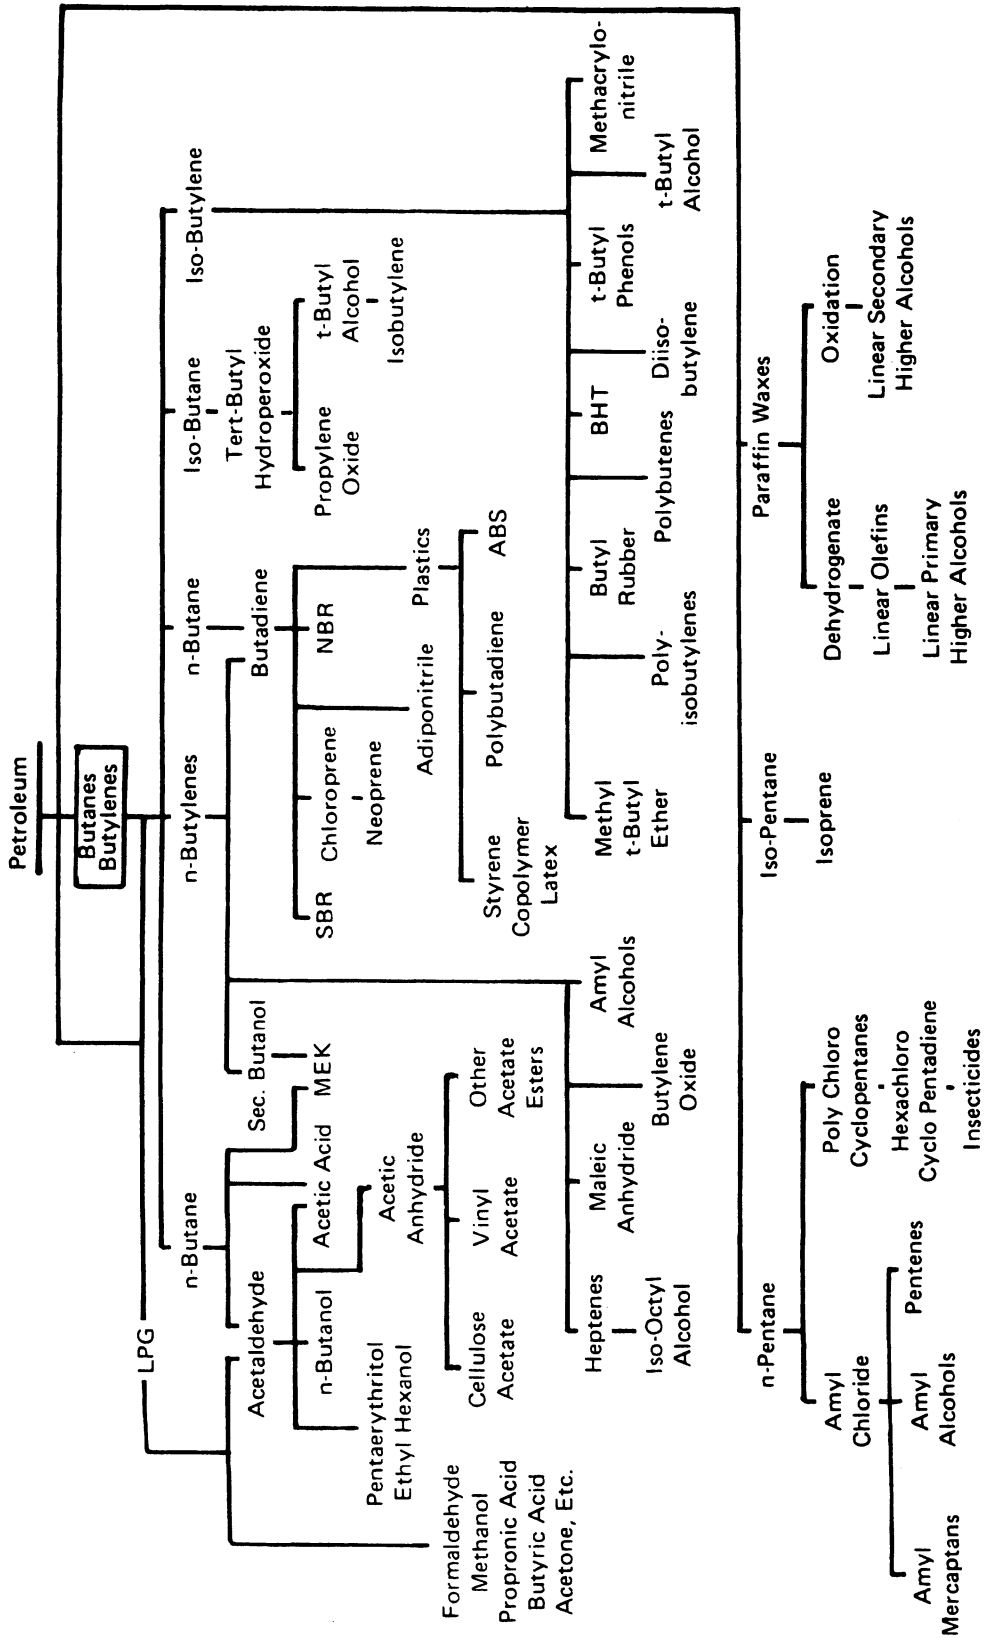 Petroleum
Butanes
Butylenes
LPG
n-Butane
n-Butylenes
n-Butane
Iso-Butane
Iso-Butylene
Acetaldehyde
Sec. Butanol
Butadiene
Tert-Butyl
Hydroperoxide
n-Butanol
Acetic Acid
MEK
SBR
Chloroprene
Neoprene
NBR
Propylene
Oxide
t-Butyl
Alcohol
Isobutylene
Pentaerythritol
Ethyl Hexanol
Acetic
Anhydride
Adiponitrile
Plastics
Formaldehyde
Methanol
Propronic Acid
Butyric Acid
Acetone, Etc.
Cellulose
Acetate
Vinyl
Acetate
Other
Acetate
Esters
Styrene
Copolymer
Latex
Polybutadiene
ABS
Heptenes
Iso-Octyl
Alcohol
Maleic
Anhydride
Butylene
Oxide
Amyl
Alcohols
Methyl
t-Butyl
Ether
Poly-
isobutylenes
Butyl
Rubber
Polybutenes
BHT
Diiso-
butylene
t-Butyl
Phenols
t-Butyl
Alcohol
Methacrylo-
nitrile
n-Pentane
Iso-Pentane
Isoprene
Paraffin Waxes
Amyl
Chloride
Poly Chloro
Cyclopentanes
Hexachloro
Cyclo Pentadiene
Insecticides
Dehydrogenate
Linear Olefins
Linear Primary
Higher Alcohols
Oxidation
Linear Secondary
Higher Alcohols
Amyl
Mercaptans
Amyl
Alcohols
Pentenes